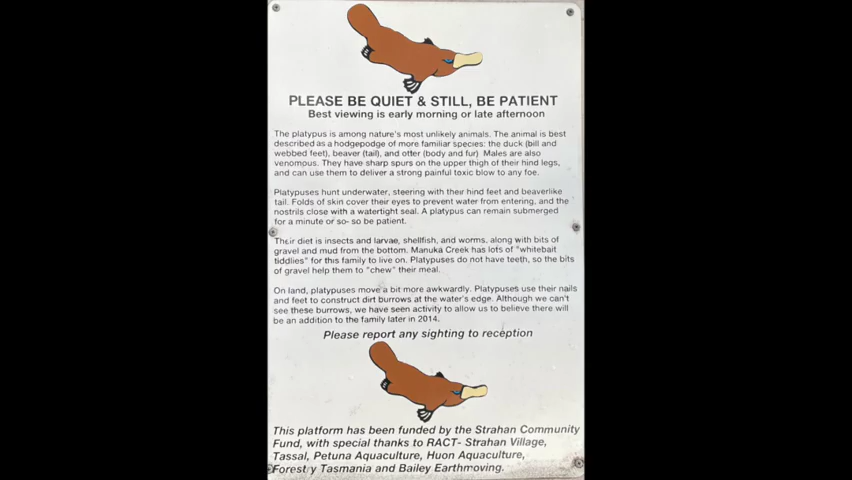 PLEASE BE QUIET & STILL, BE PATIENT
Best viewing is early morning or late afternoon
The platypus is among nature's most unlikely animals. The animal is best
described as a hodgepodge of more familiar species: the duck (bill and
webbed feet), beaver (tail), and otter (body and fur) Males are also
venomous. They have sharp spurs on the upper thigh of their hind legs,
and can use them to deliver a strong painful toxic blow to any foe.
Platypuses hunt underwater, steering with their hind feet and beaverlike
tail. Folds of skin cover their eyes to prevent water from entering, and the
nostrils close with a watertight seal. A platypus can remain submerged
for a minute or so- so be patient.
Their diet is insects and larvae, shellfish, and worms, along with bits of
gravel and mud from the bottom. Manuka Creek has lots of "whitebait
tiddlies" for this family to live on. Platypuses do not have teeth, so the bits
of gravel help them to "chew" their meal.
On land, platypuses move a bit more awkwardly. Platypuses use their nails
and feet to construct dirt burrows at the water's edge. Although we can't
see these burrows, we have seen activity to allow us to believe there will
be an addition to the family later in 2014.
Please report any sighting to reception
This platform has been funded by the Strahan Community
Fund, with special thanks to RACT- Strahan Village,
Tassal, Petuna Aquaculture, Huon Aquaculture,
Forestry Tasmania and Bailey Earthmoving.